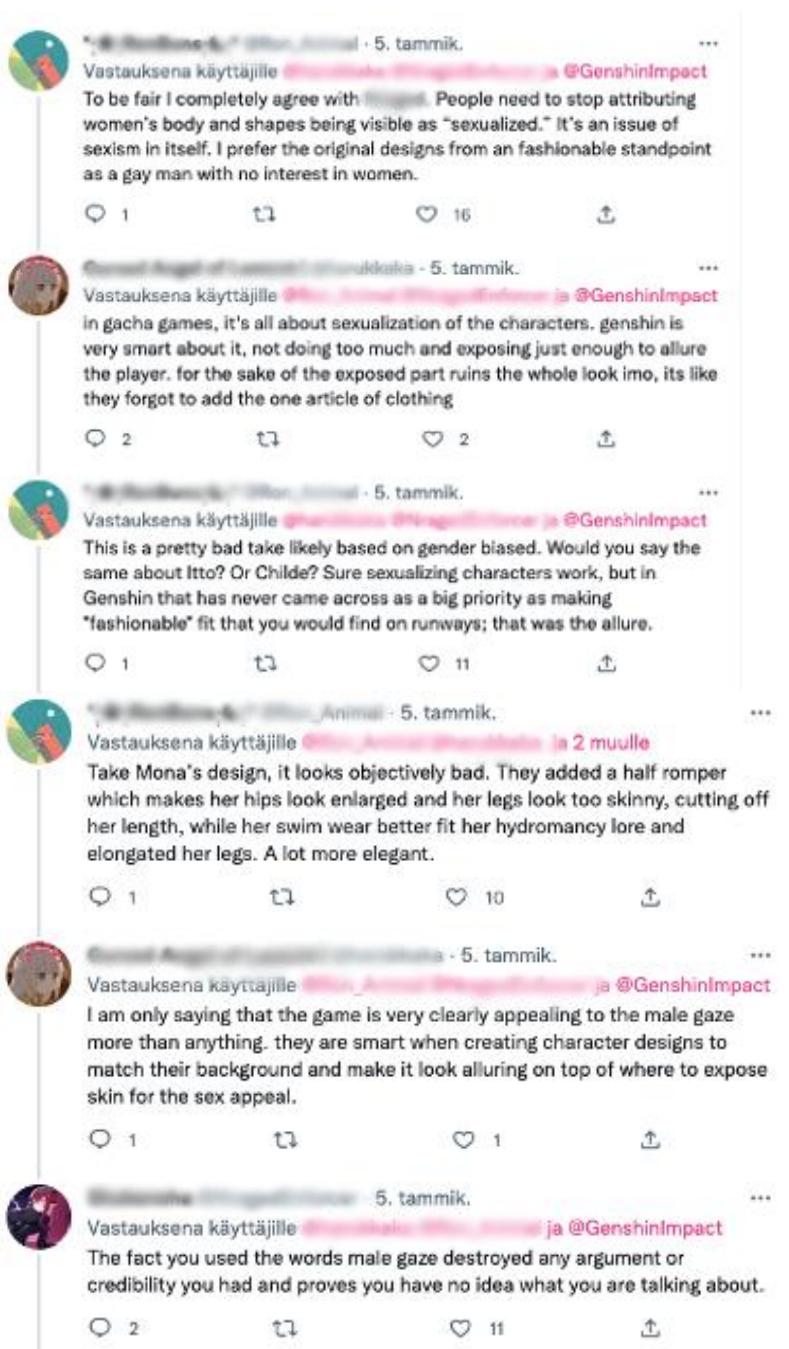 5. tammik.
Vastauksena käyttäjille ja @GenshinImpact
To be fair I completely agree with . People need to stop attributing
women's body and shapes being visible as “sexualized.” It's an issue of
sexism in itself. I prefer the original designs from an fashionable standpoint
as a gay man with no interest in women.
1 16
· 5. tammik.
Vastauksena käyttäjille ja @GenshinImpact
in gacha games, it's all about sexualization of the characters. genshin is
very smart about it, not doing too much and exposing just enough to allure
the player. for the sake of the exposed part ruins the whole look imo, its like
they forgot to add the one article of clothing
2 2
· 5. tammik.
Vastauksena käyttäjille ja @GenshinImpact
This is a pretty bad take likely based on gender biased. Would you say the
same about Itto? Or Childe? Sure sexualizing characters work, but in
Genshin that has never came across as a big priority as making
"fashionable" fit that you would find on runways; that was the allure.
1 11
· 5. tammik.
Vastauksena käyttäjille ja 2 muulle
Take Mona's design, it looks objectively bad. They added a half romper
which makes her hips look enlarged and her legs look too skinny, cutting off
her length, while her swim wear better fit her hydromancy lore and
elongated her legs. A lot more elegant.
1 10
· 5. tammik.
Vastauksena käyttäjille ja @GenshinImpact
I am only saying that the game is very clearly appealing to the male gaze
more than anything. they are smart when creating character designs to
match their background and make it look alluring on top of where to expose
skin for the sex appeal.
1 1
5. tammik.
Vastauksena käyttäjille ja @GenshinImpact
The fact you used the words male gaze destroyed any argument or
credibility you had and proves you have no idea what you are talking about.
2 11